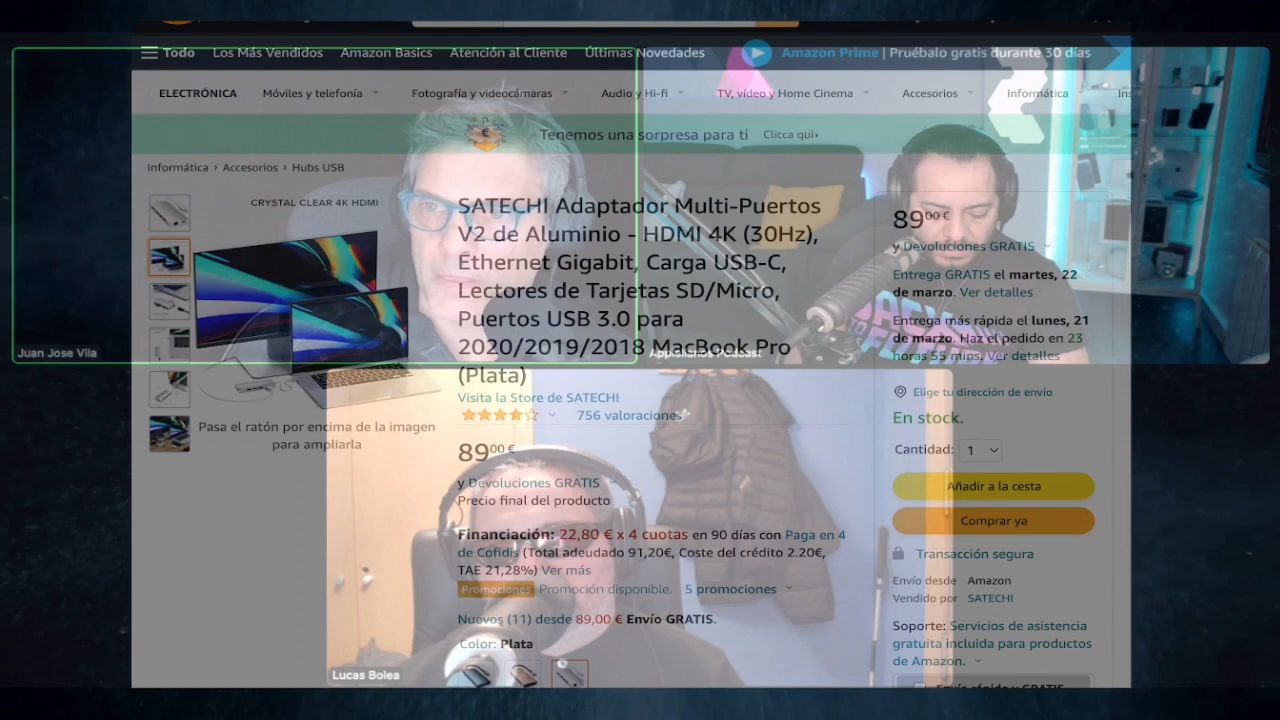 Todo Los Más Vendidos Amazon Basics Atención al Cliente Últimas Novedades Amazon Prime | Pruébalo gratis durante 30 días
ELECTRÓNICA Móviles y telefonía Fotografía y videocámaras Audio y Hi-fi TV, vídeo y Home Cinema Accesorios Informática
Tenemos una sorpresa para ti Clicca qui›
Informática › Accesorios › Hubs USB
CRYSTAL CLEAR 4K HDMI
Pasa el ratón por encima de la imagen
para ampliarla
SATECHI Adaptador Multi-Puertos
V2 de Aluminio - HDMI 4K (30Hz),
Ethernet Gigabit, Carga USB-C,
Lectores de Tarjetas SD/Micro,
Puertos USB 3.0 para
2020/2019/2018 MacBook Pro
(Plata)
Visita la Store de SATECHI
756 valoraciones
89,00 €
y Devoluciones GRATIS
Precio final del producto
Financiación: 22,80 € x 4 cuotas en 90 días con Paga en 4
de Cofidis (Total adeudado 91,20€, Coste del crédito 2.20€,
TAE 21,28%) Ver más
Promociones Promoción disponible. 5 promociones
Nuevos (11) desde 89,00 € Envío GRATIS.
Color: Plata
89,00 €
y Devoluciones GRATIS
Entrega GRATIS el martes, 22
de marzo. Ver detalles
Entrega más rápida el lunes, 21
de marzo. Haz el pedido en 23
horas 55 mins. Ver detalles
Elige tu dirección de envío
En stock.
Cantidad: 1
Añadir a la cesta
Comprar ya
Transacción segura
Envío desde Amazon
Vendido por SATECHI
Soporte: Servicios de asistencia
gratuita incluida para productos
de Amazon.
Envío rápido y GRATIS
Juan Jose Vila
Applelianos Podcast
Lucas Bolea